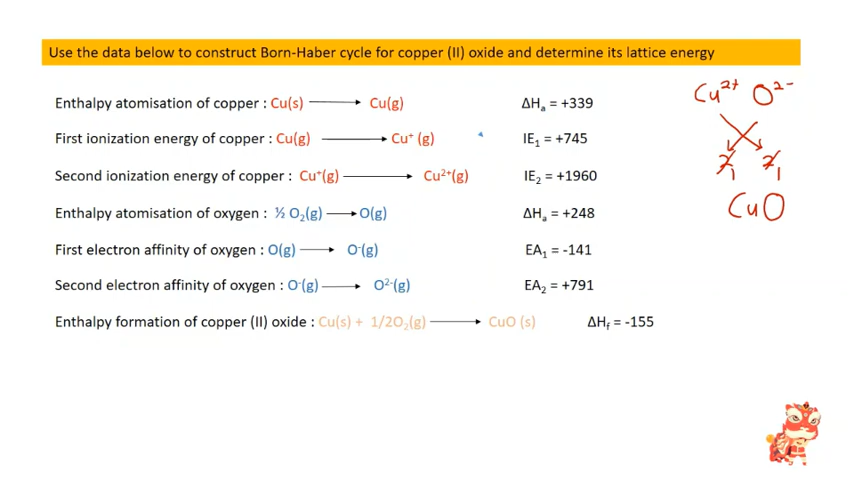 Use the data below to construct Born-Haber cycle for copper (II) oxide and determine its lattice energy
Enthalpy atomisation of copper : Cu(s) ⟶ Cu(g) ΔHₐ = +339
First ionization energy of copper : Cu(g) ⟶ Cu⁺ (g) IE₁ = +745
Second ionization energy of copper : Cu⁺(g) ⟶ Cu²⁺(g) IE₂ = +1960
Enthalpy atomisation of oxygen : ½ O₂(g) ⟶ O(g) ΔHₐ = +248
First electron affinity of oxygen : O(g) ⟶ O⁻(g) EA₁ = -141
Second electron affinity of oxygen : O⁻(g) ⟶ O²⁻(g) EA₂ = +791
Enthalpy formation of copper (II) oxide : Cu(s) + 1/2O₂(g) ⟶ CuO (s) ΔHf = -155
Cu²⁺ O²⁻
2 1 2 1
CuO